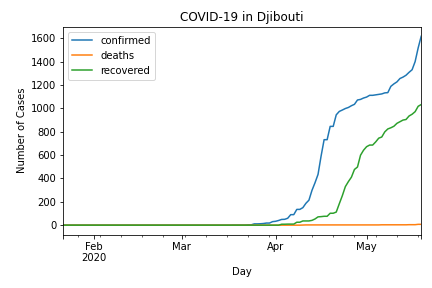 COVID-19 in Djibouti
confirmed
deaths
recovered
Number of Cases
1600
1400
1200
1000
800
600
400
200
0
Feb
2020
Mar
Apr
May
Day